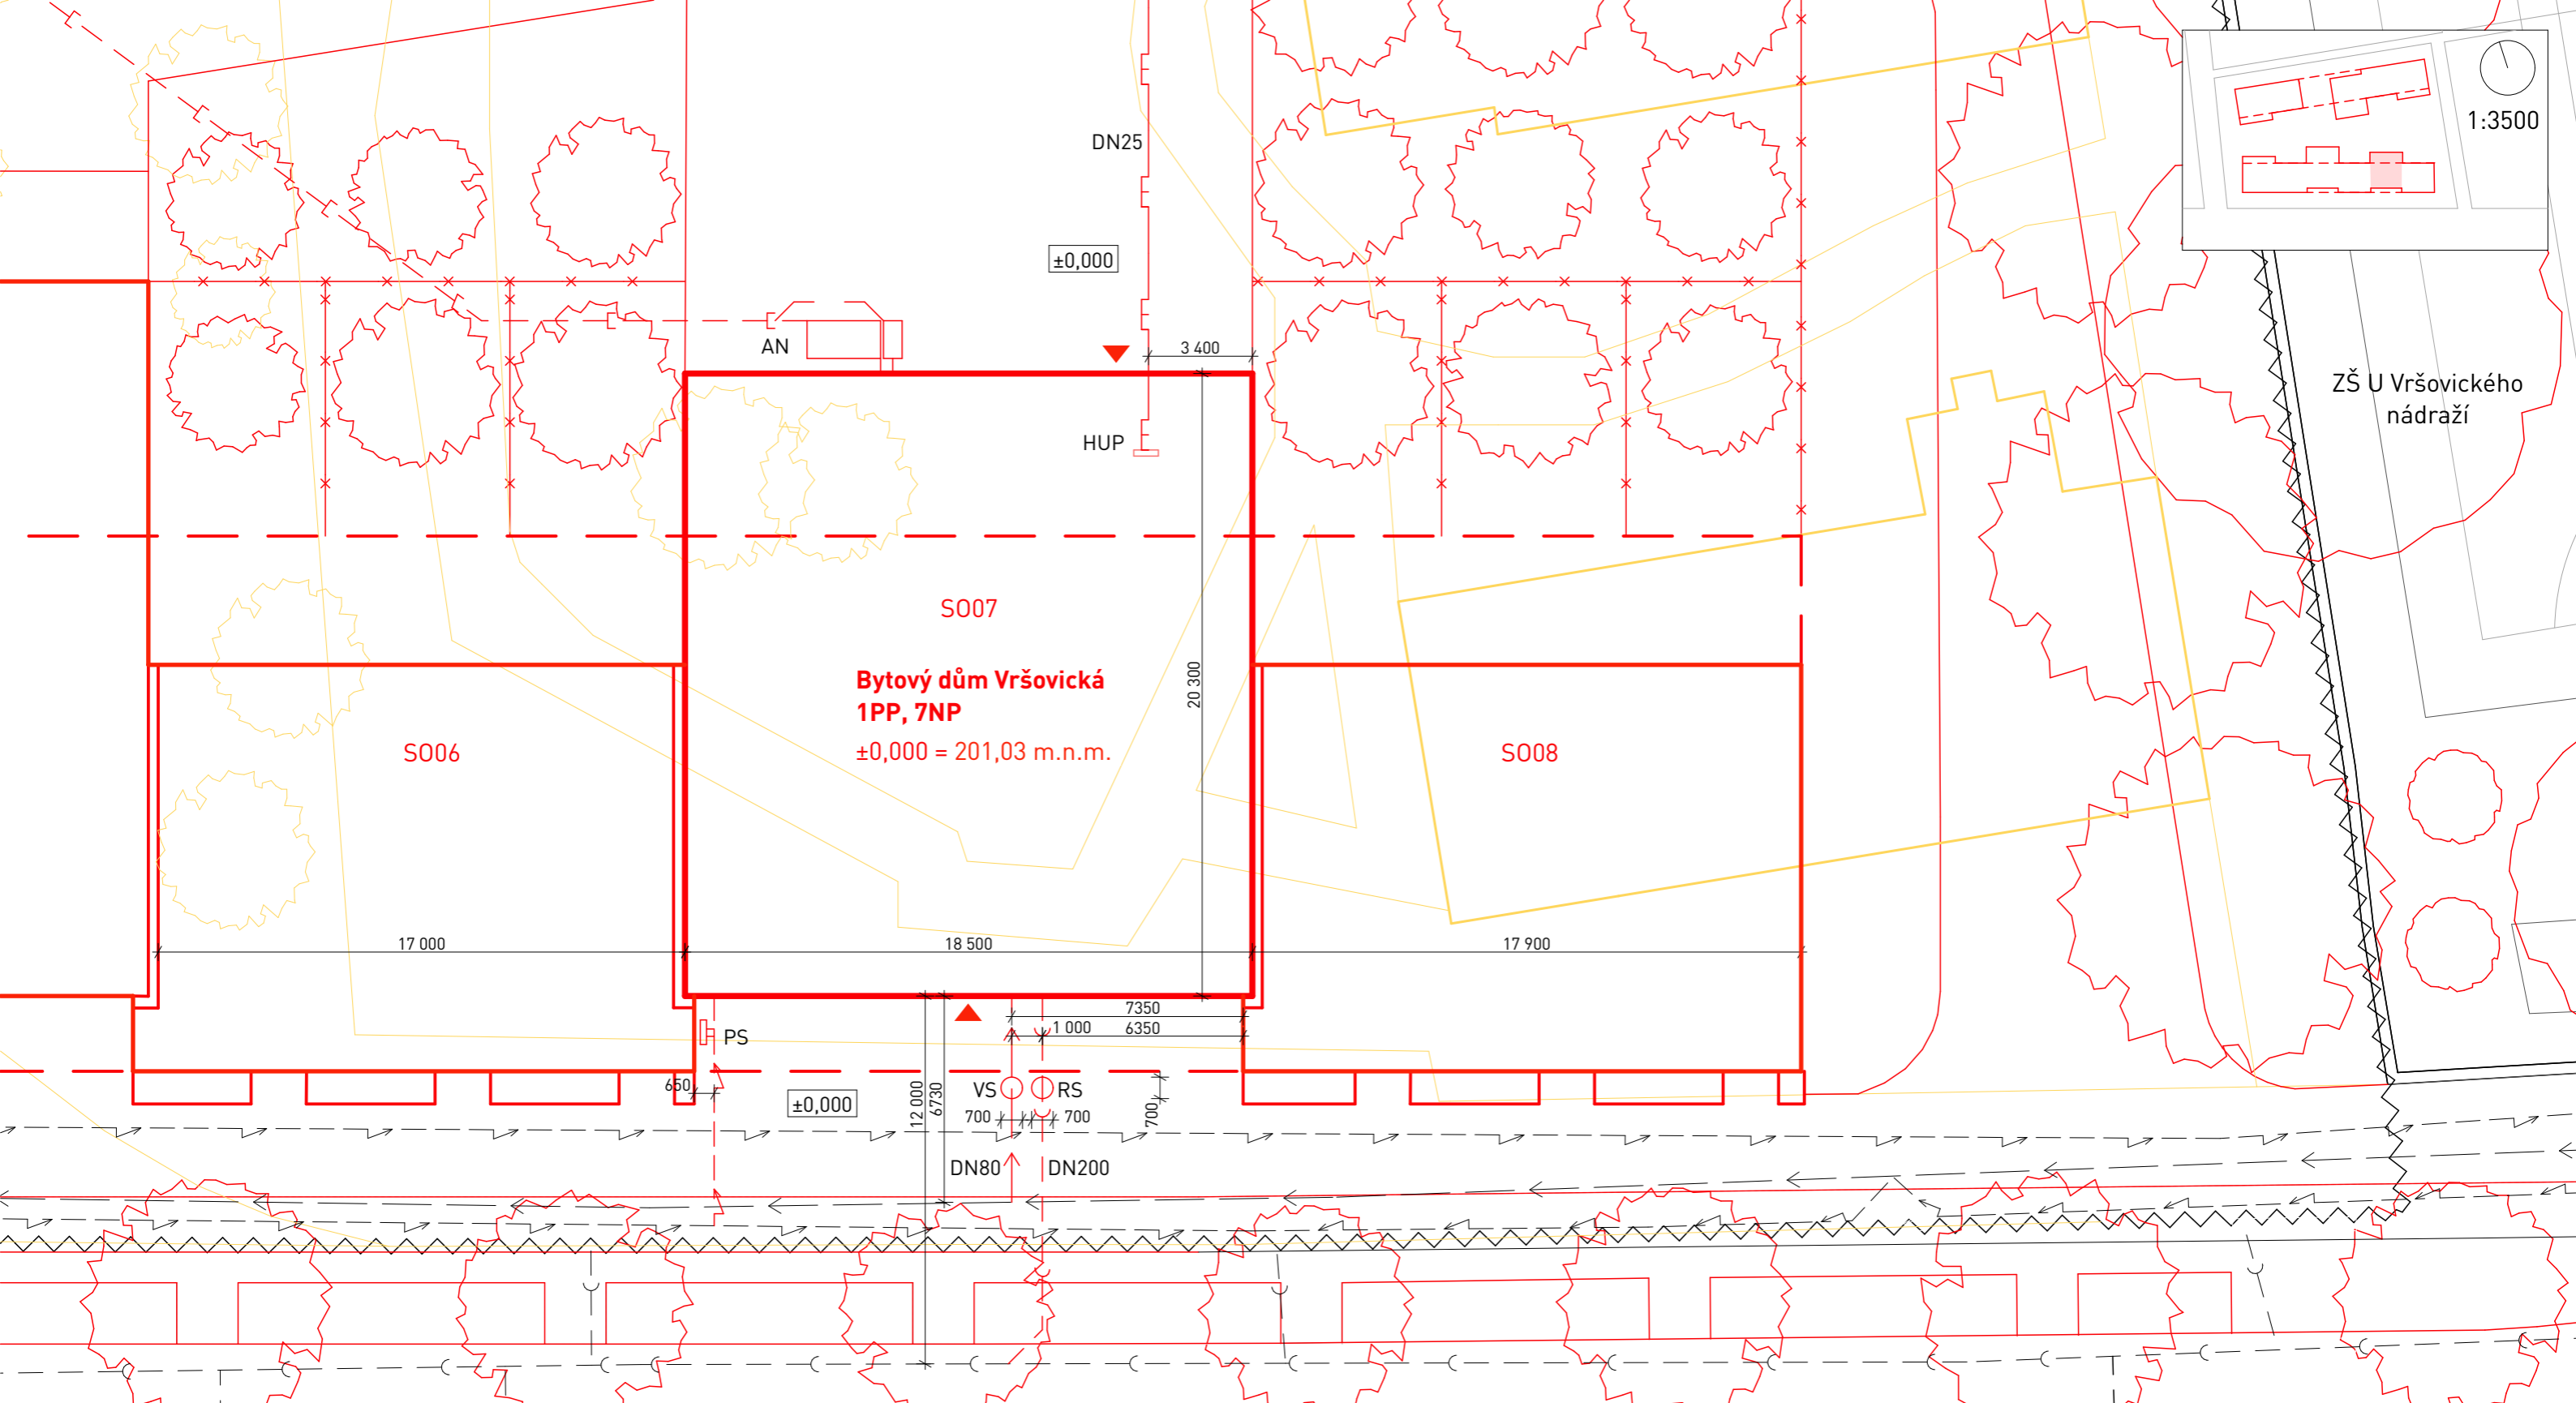 1:3500
DN25
±0,000
3 400
AN
ZŠ U Vršovického
nádraží
HUP
SO07
20 300
Bytový dům Vršovická
1PP, 7NP
±0,000 = 201,03 m.n.m.
SO06
SO08
17 000
18 500
17 900
7350
1 000
6350
PS
650
±0,000
12 000
6730
VS
RS
700
700
700
DN80
DN200